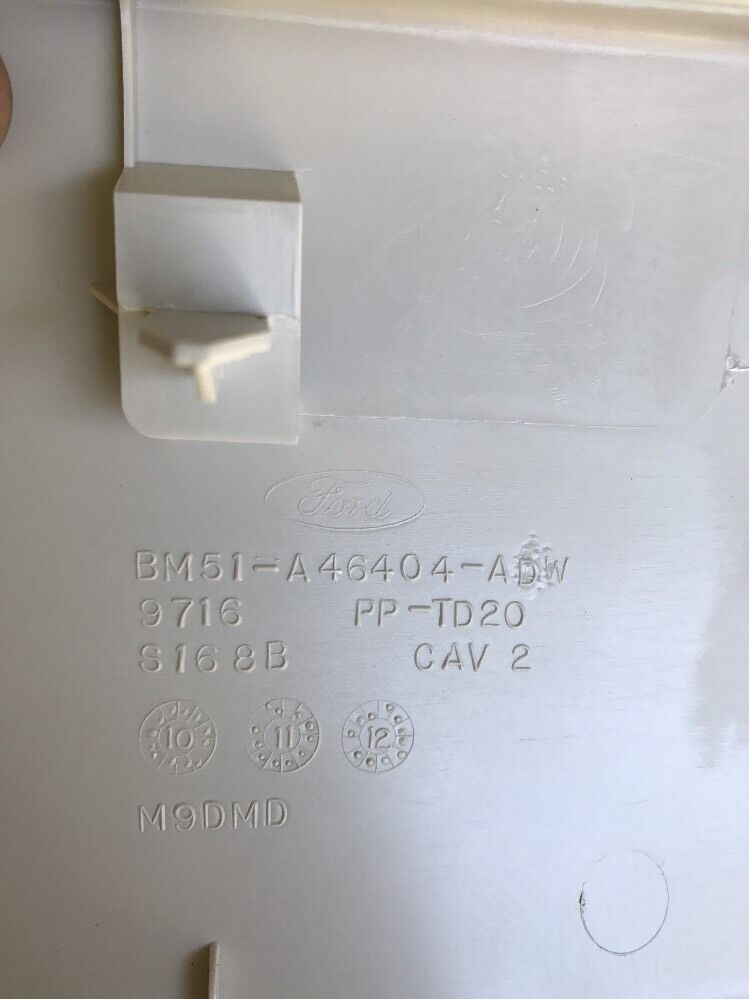 Ford
BM51-A46404-ADW
9716 PP-TD20
S168B CAV 2
10 11 12
M9DMD